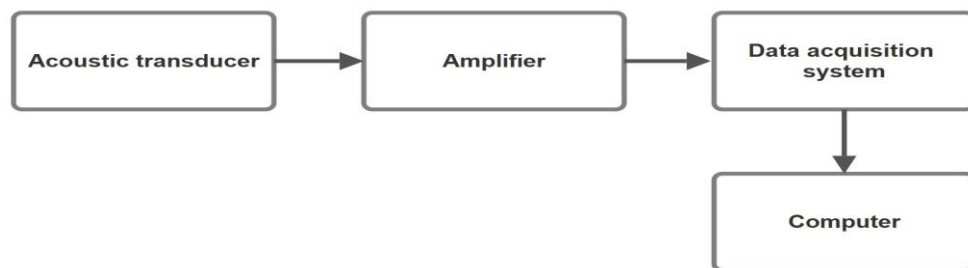 Acoustic transducer
Amplifier
Data acquisition
system
Computer